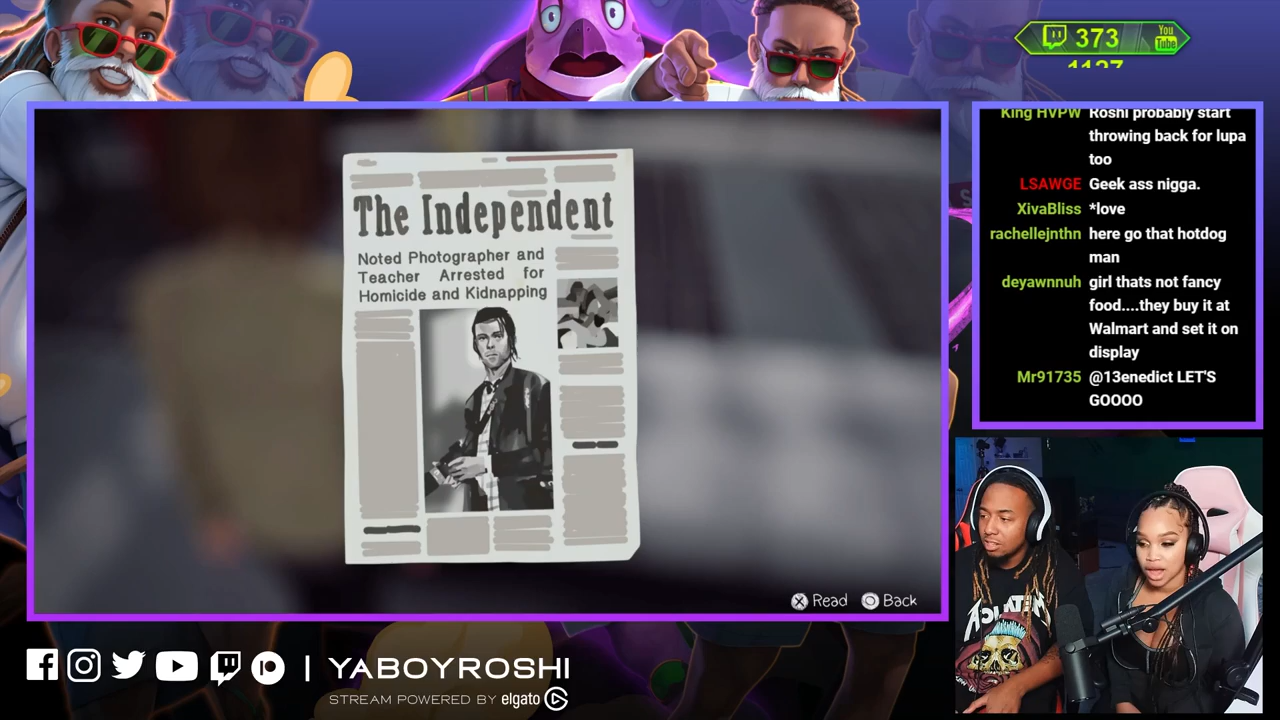 373
You
Tube
The Independent
Noted Photographer and
Teacher Arrested for
Homicide and Kidnapping
Read
Back
King HVPW Roshi probably start
throwing back for lupa
too
LSAWGE Geek ass nigga.
XivaBliss *love
rachellejnthn here go that hotdog
man
deyawnnuh girl thats not fancy
food....they buy it at
Walmart and set it on
display
Mr91735 @13enedict LET'S
GOOOO
| YABOYROSHI
STREAM POWERED BY elgato